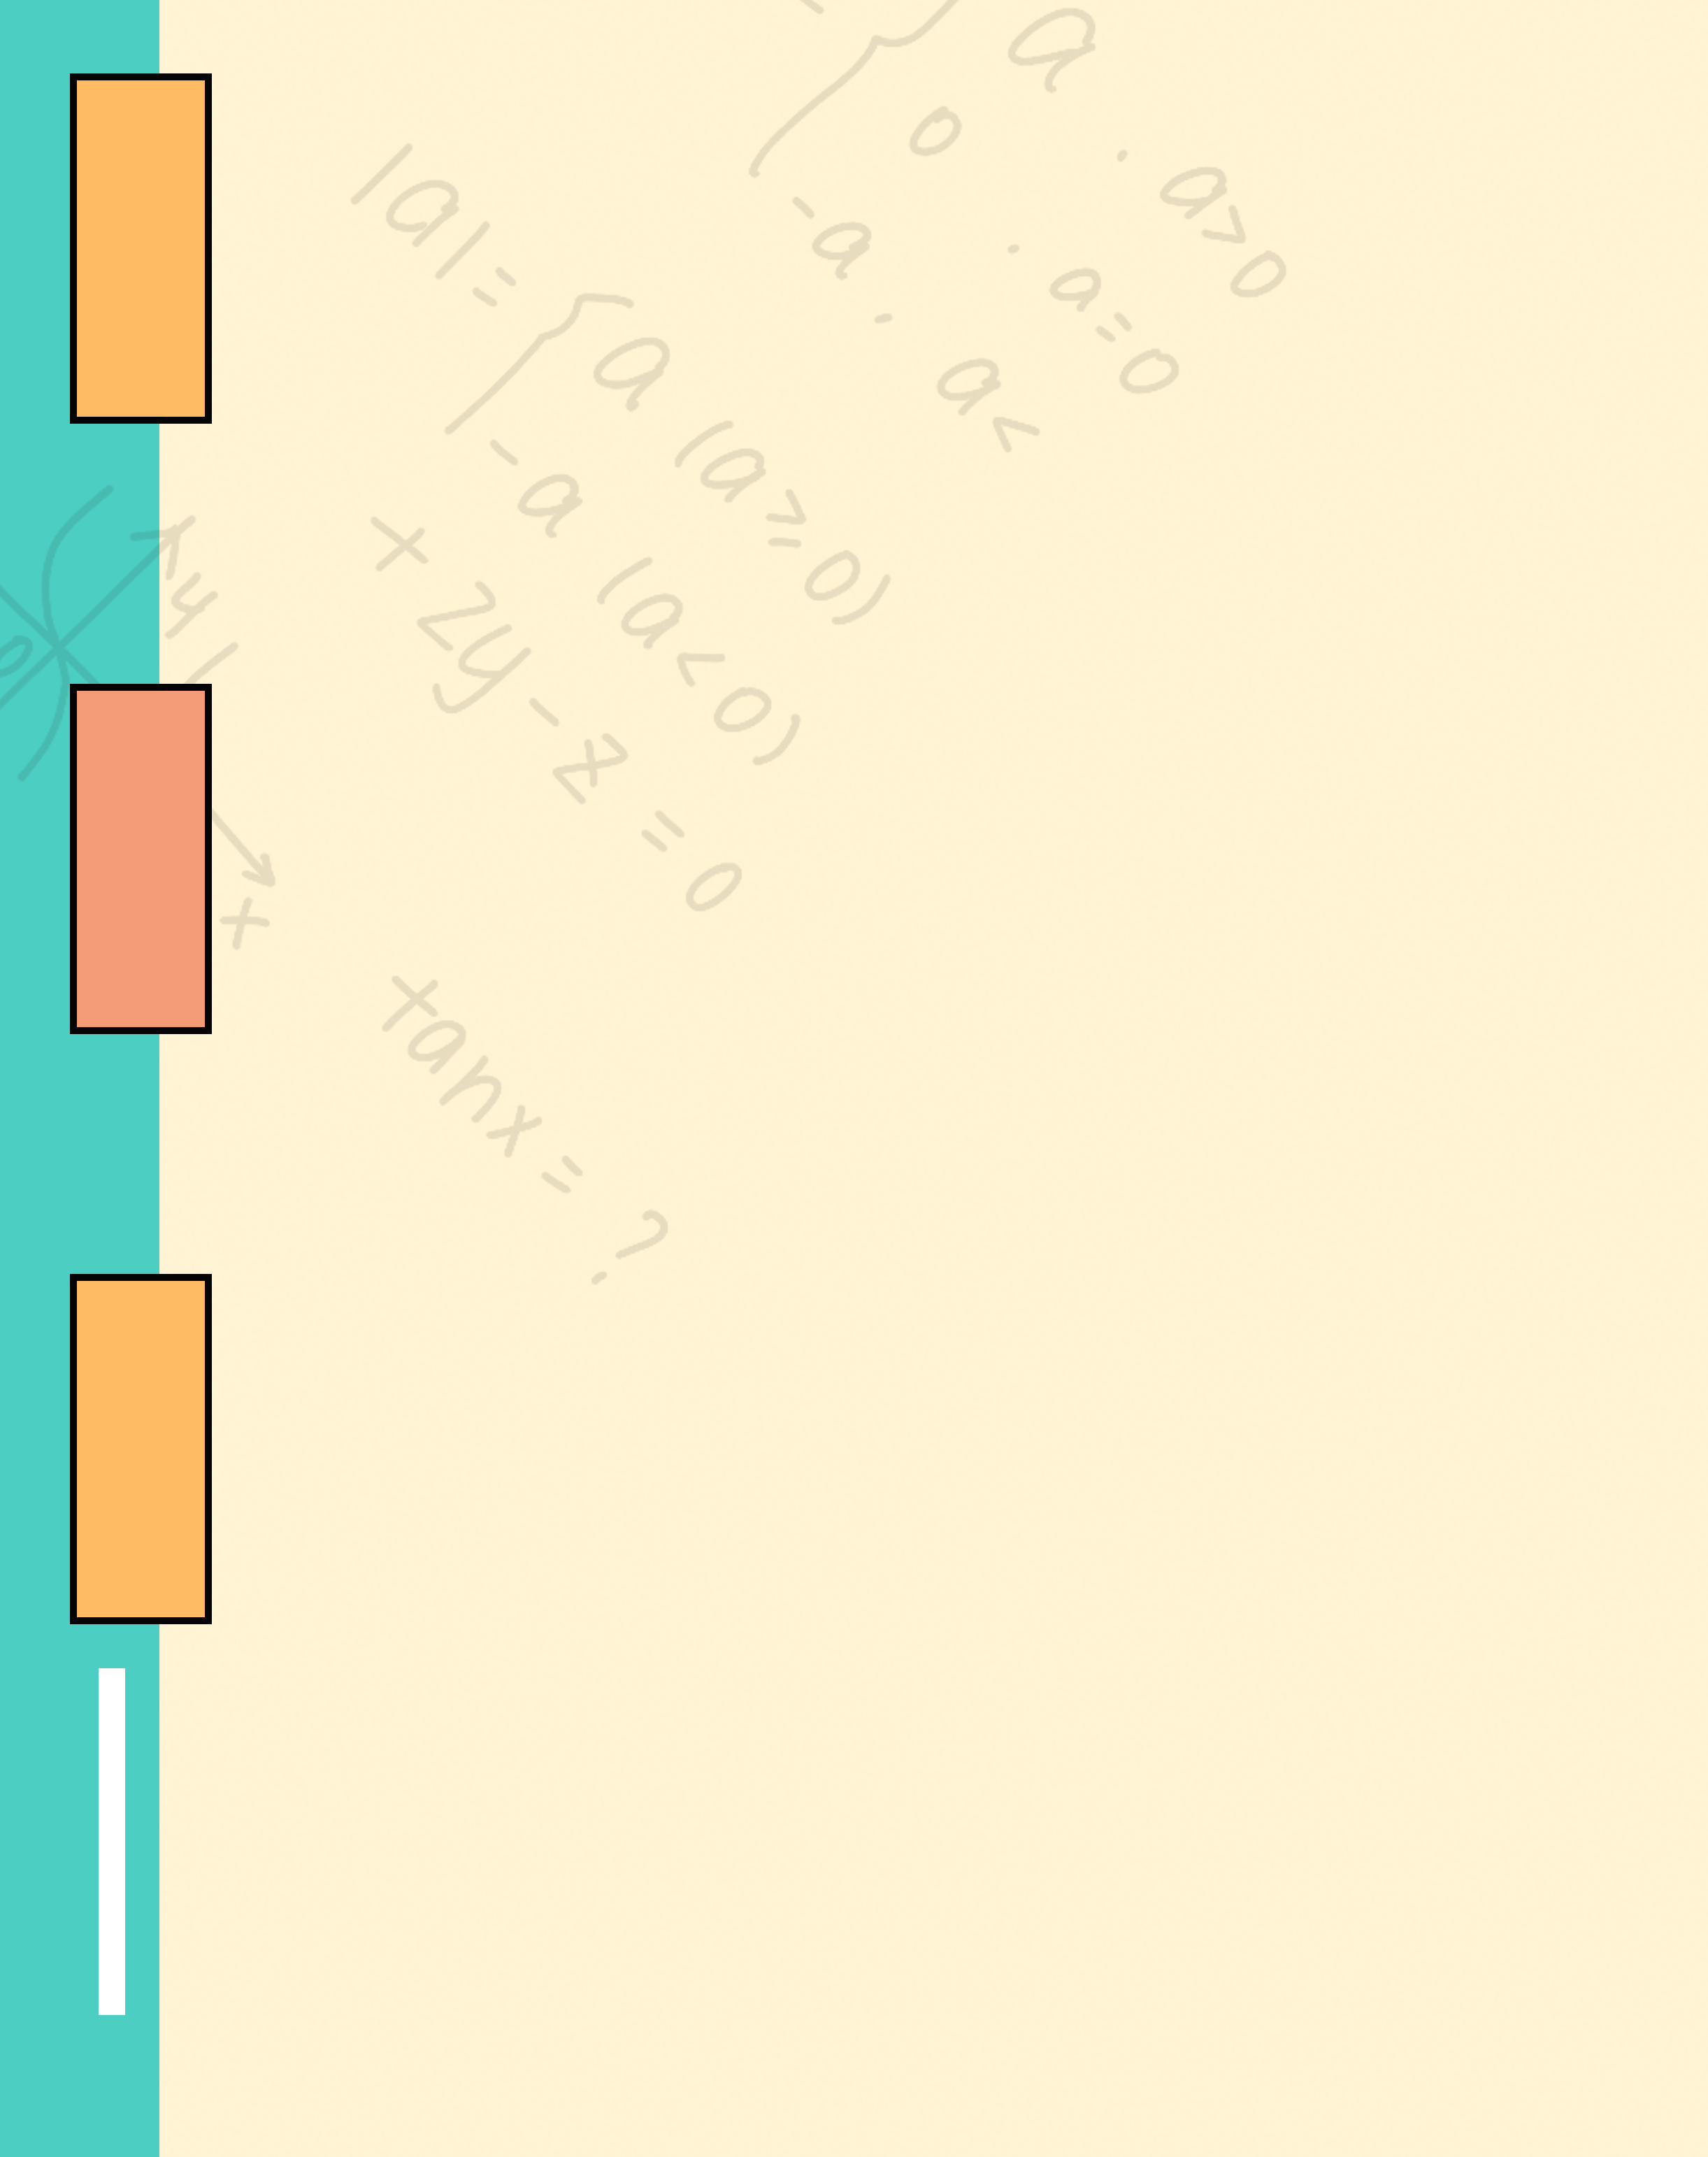 a , a>0
0 , a=0
-a , a<
|a|= { a (a≥0)
-a (a<0)
x 2y - z = 0
y
x
tanx = ?